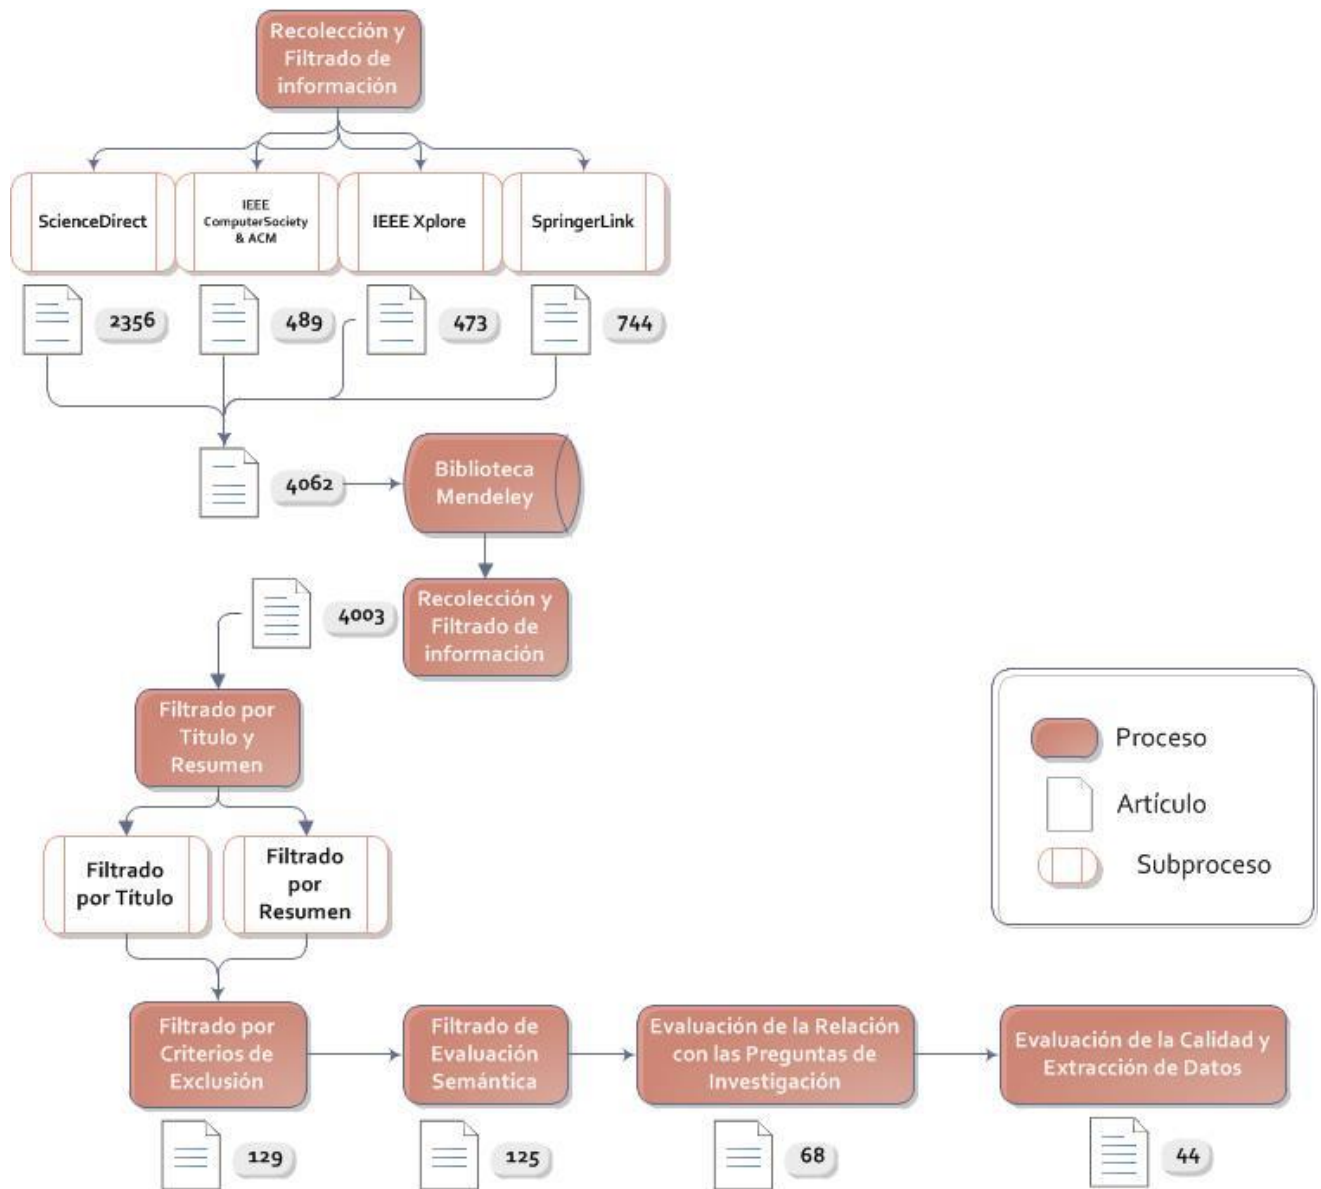 Recolección y
Filtrado de
información
ScienceDirect
IEEE
ComputerSociety
& ACM
IEEE Xplore
SpringerLink
2356
489
473
744
4062
Biblioteca
Mendeley
4003
Recolección y
Filtrado de
información
Filtrado por
Titulo y
Resumen
Proceso
Artículo
Subproceso
Filtrado
por Título
Filtrado
por
Resumen
Filtrado por
Criterios de
Exclusión
Filtrado de
Evaluación
Semántica
Evaluación de la Relación
con las Preguntas de
Investigación
Evaluación de la Calidad y
Extracción de Datos
129
125
68
44